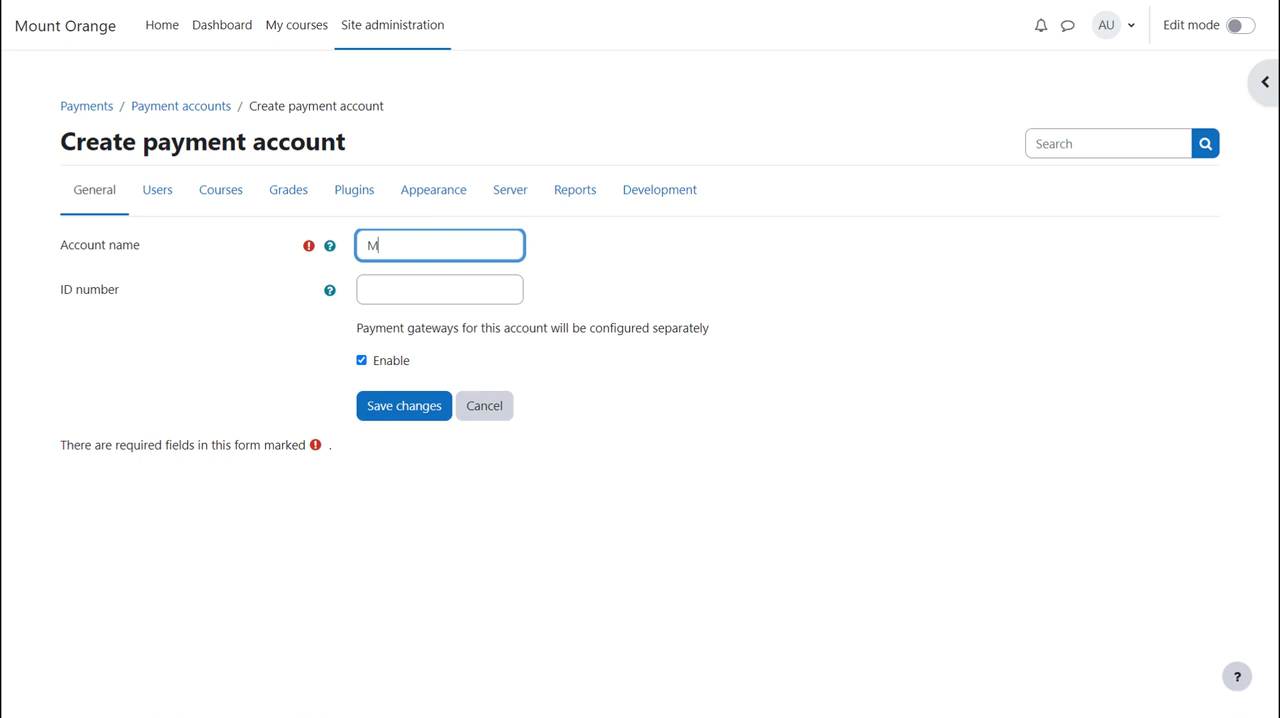 Mount Orange Home Dashboard My courses Site administration AU Edit mode
Payments / Payment accounts / Create payment account
Create payment account
Search
General Users Courses Grades Plugins Appearance Server Reports Development
Account name M
ID number
Payment gateways for this account will be configured separately
Enable
Save changes Cancel
There are required fields in this form marked .
?